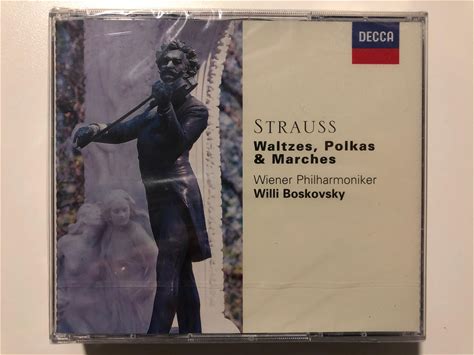 DECCA
STRAUSS
Waltzes, Polkas
& Marches
Wiener Philharmoniker
Willi Boskovsky